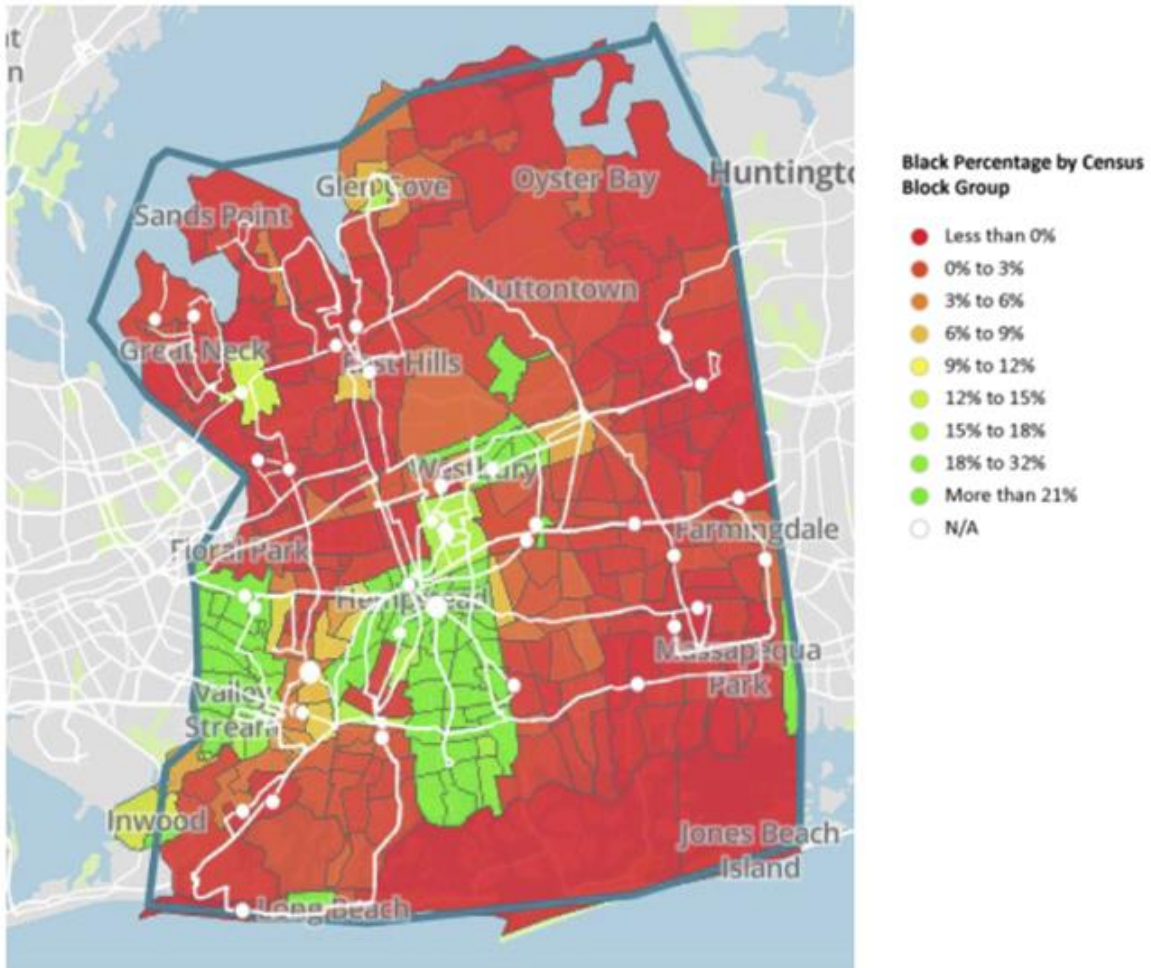 nt
n
Glen Cove
Oyster Bay
Huntingto
Sands Point
Muttontown
Great Neck
East Hills
Westbury
Farmingdale
Floral Park
Hempstead
Massapequa
Park
Valley
Stream
Inwood
Jones Beach
Island
Long Beach
Black Percentage by Census
Block Group
Less than 0%
0% to 3%
3% to 6%
6% to 9%
9% to 12%
12% to 15%
15% to 18%
18% to 32%
More than 21%
N/A